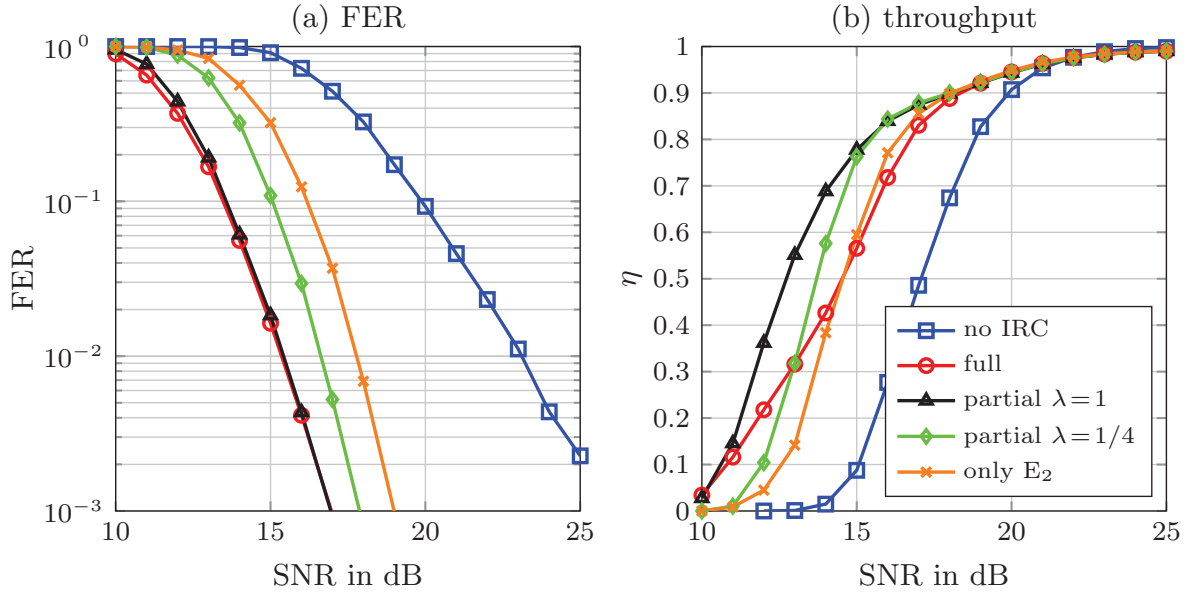 (a) FER
10⁰
10⁻¹
10⁻²
10⁻³
FER
10
15
20
25
SNR in dB
(b) throughput
1
0.9
0.8
0.7
0.6
0.5
0.4
0.3
0.2
0.1
0
η
10
15
20
25
SNR in dB
no IRC
full
partial λ=1
partial λ=1/4
only E₂